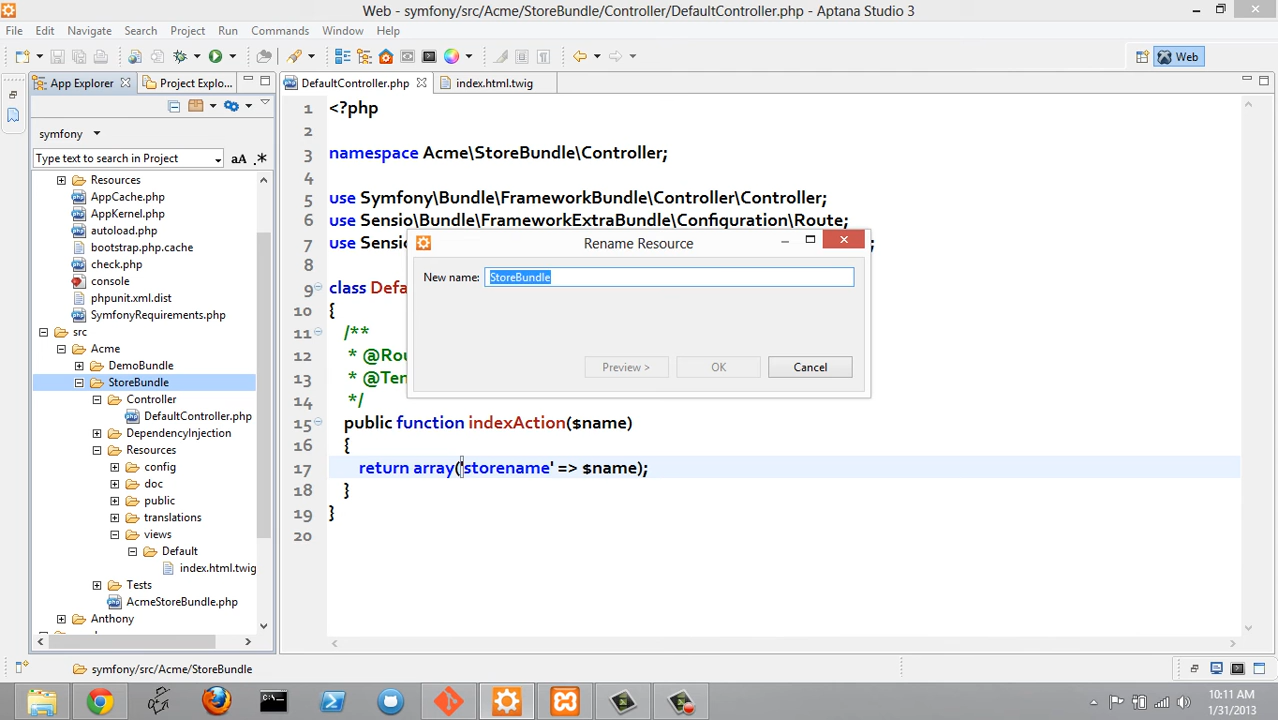 Web - symfony/src/Acme/StoreBundle/Controller/DefaultController.php - Aptana Studio 3
File Edit Navigate Search Project Run Commands Window Help
Web
App Explorer Project Explo...
DefaultController.php index.html.twig
symfony
Type text to search in Project
aA .*
Resources
AppCache.php
AppKernel.php
autoload.php
bootstrap.php.cache
check.php
console
phpunit.xml.dist
SymfonyRequirements.php
src
Acme
DemoBundle
StoreBundle
Controller
DefaultController.php
DependencyInjection
Resources
config
doc
public
translations
views
Default
index.html.twig
Tests
AcmeStoreBundle.php
Anthony
1 <?php
2
3 namespace Acme\StoreBundle\Controller;
4
5 use Symfony\Bundle\FrameworkBundle\Controller\Controller;
6 use Sensio\Bundle\FrameworkExtraBundle\Configuration\Route;
7 use Sensio ;
8
9 class Defa
10 {
11 /**
12 * @Rou
13 * @Tem
14 */
15 public function indexAction($name)
16 {
17 return array('storename' => $name);
18 }
19 }
20
Rename Resource
New name: StoreBundle
Preview > OK Cancel
symfony/src/Acme/StoreBundle
10:11 AM
1/31/2013